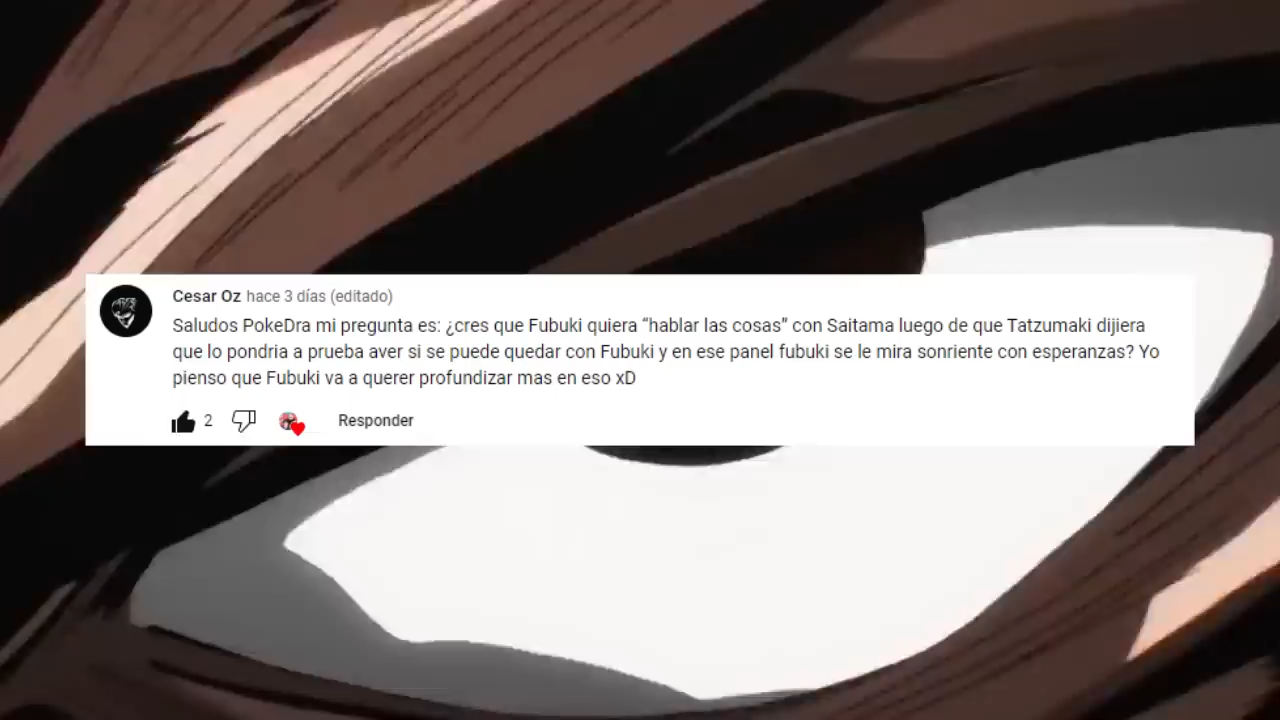 Cesar Oz hace 3 días (editado)
Saludos PokeDra mi pregunta es: ¿cres que Fubuki quiera “hablar las cosas” con Saitama luego de que Tatzumaki dijiera
que lo pondria a prueba aver si se puede quedar con Fubuki y en ese panel fubuki se le mira sonriente con esperanzas? Yo
pienso que Fubuki va a querer profundizar mas en eso xD
2 Responder